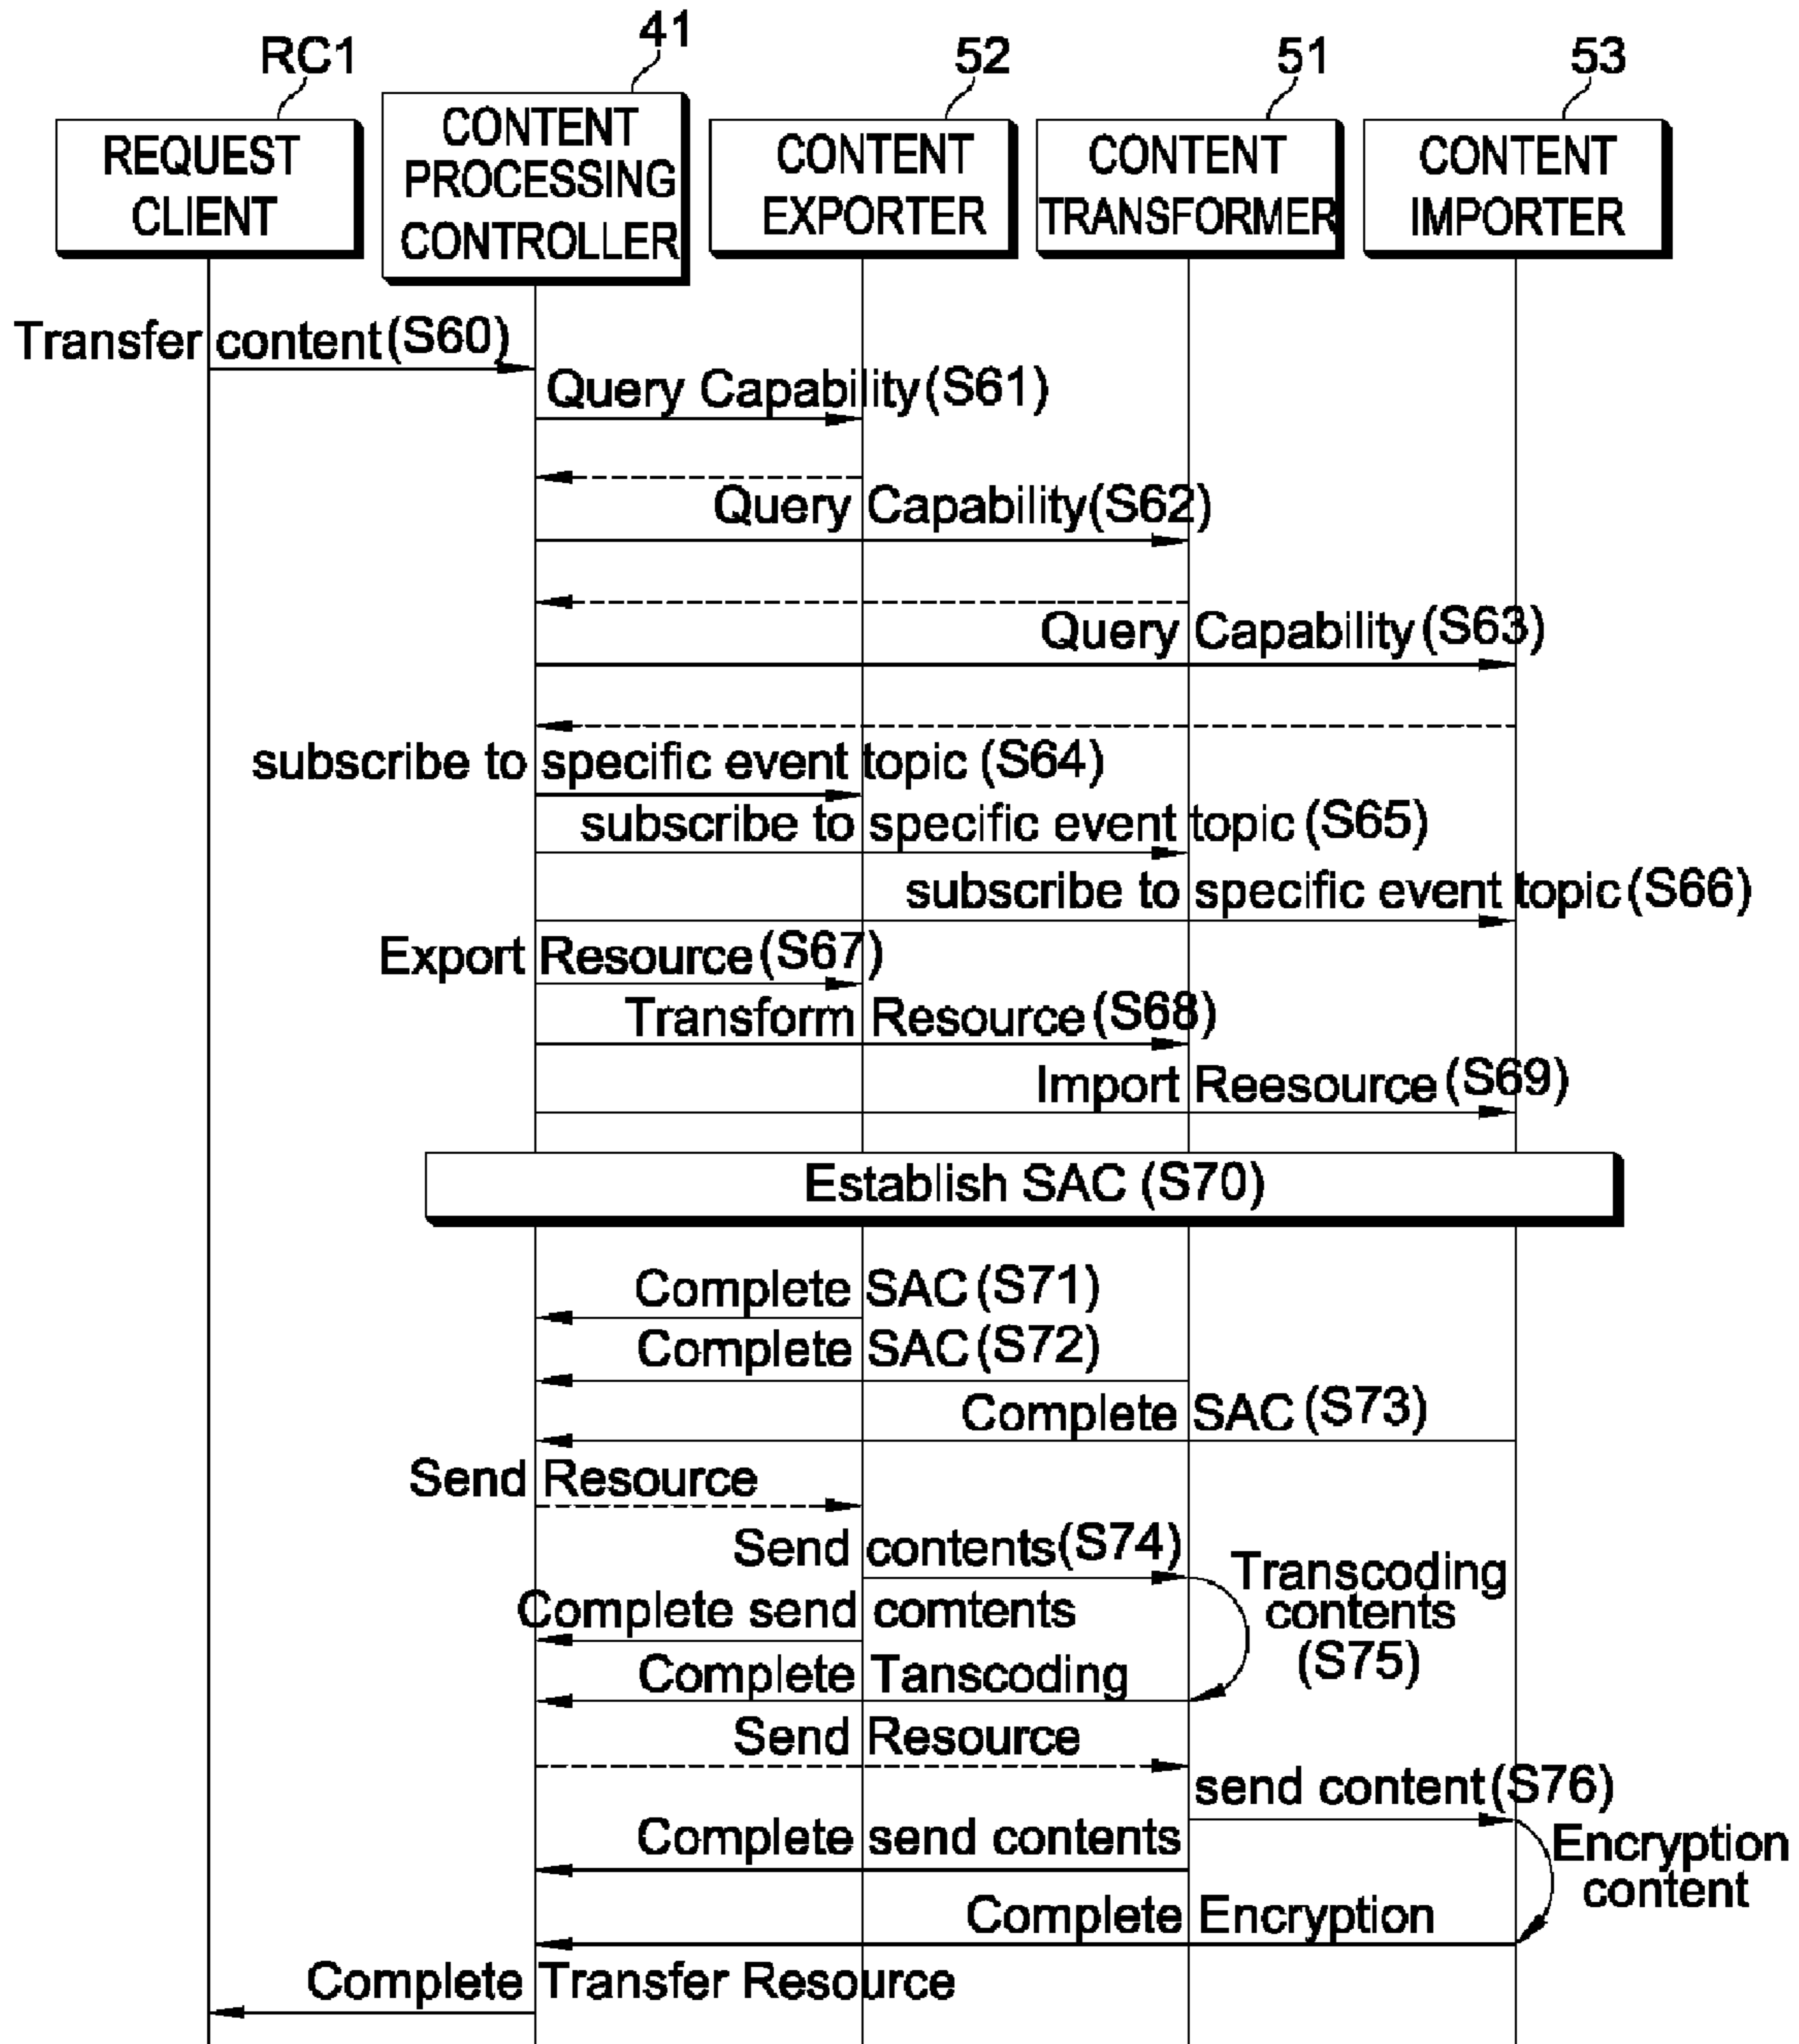 RC1
41
52
51
53
REQUEST
CLIENT
CONTENT
PROCESSING
CONTROLLER
CONTENT
EXPORTER
CONTENT
TRANSFORMER
CONTENT
IMPORTER
Transfer content(S60)
Query Capability(S61)
Query Capability(S62)
Query Capability(S63)
subscribe to specific event topic (S64)
subscribe to specific event topic (S65)
subscribe to specific event topic(S66)
Export Resource(S67)
Transform Resource(S68)
Import Reesource(S69)
Establish SAC (S70)
Complete SAC(S71)
Complete SAC(S72)
Complete SAC(S73)
Send Resource
Send contents(S74)
Transcoding
contents
(S75)
Complete send comtents
Complete Tanscoding
Send Resource
send content(S76)
Complete send contents
Encryption
content
Complete Encryption
Complete Transfer Resource